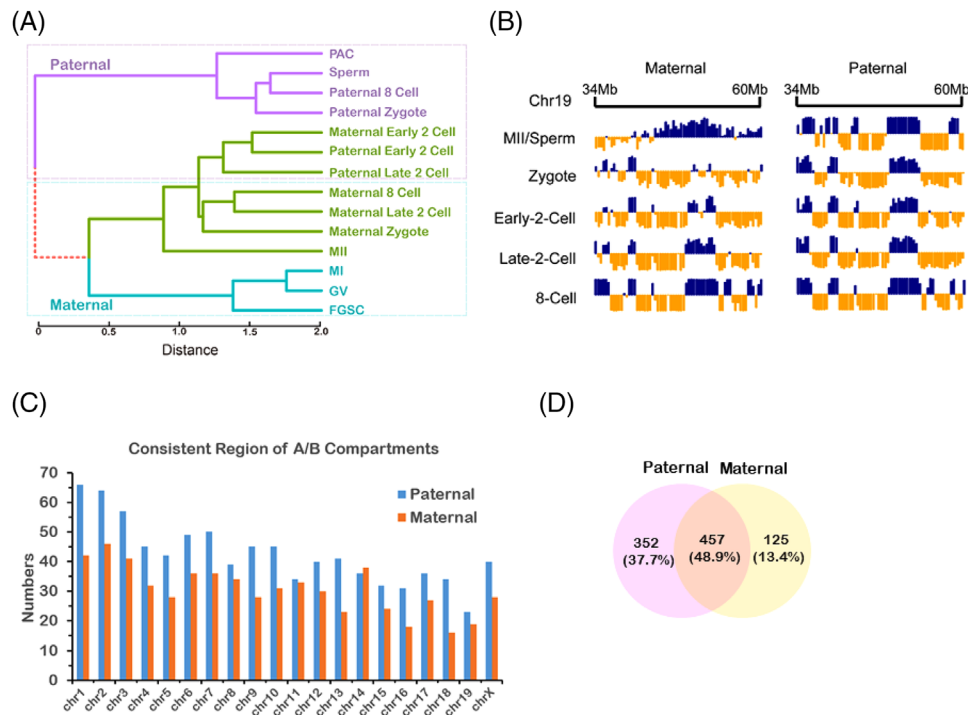 (A)
Paternal
PAC
Sperm
Paternal 8 Cell
Paternal Zygote
Maternal Early 2 Cell
Paternal Early 2 Cell
Paternal Late 2 Cell
Maternal 8 Cell
Maternal Late 2 Cell
Maternal Zygote
MII
MI
GV
FGSC
Maternal
0 0.5 1.0 1.5 2.0
Distance
(B)
Maternal Paternal
34Mb 60Mb 34Mb 60Mb
Chr19
MII/Sperm
Zygote
Early-2-Cell
Late-2-Cell
8-Cell
(C)
Consistent Region of A/B Compartments
70
60
50
40
30
20
10
0
Numbers
Paternal
Maternal
chr1 chr2 chr3 chr4 chr5 chr6 chr7 chr8 chr9 chr10 chr11 chr12 chr13 chr14 chr15 chr16 chr17 chr18 chr19 chrX
(D)
Paternal Maternal
352 457 125
(37.7%) (48.9%) (13.4%)